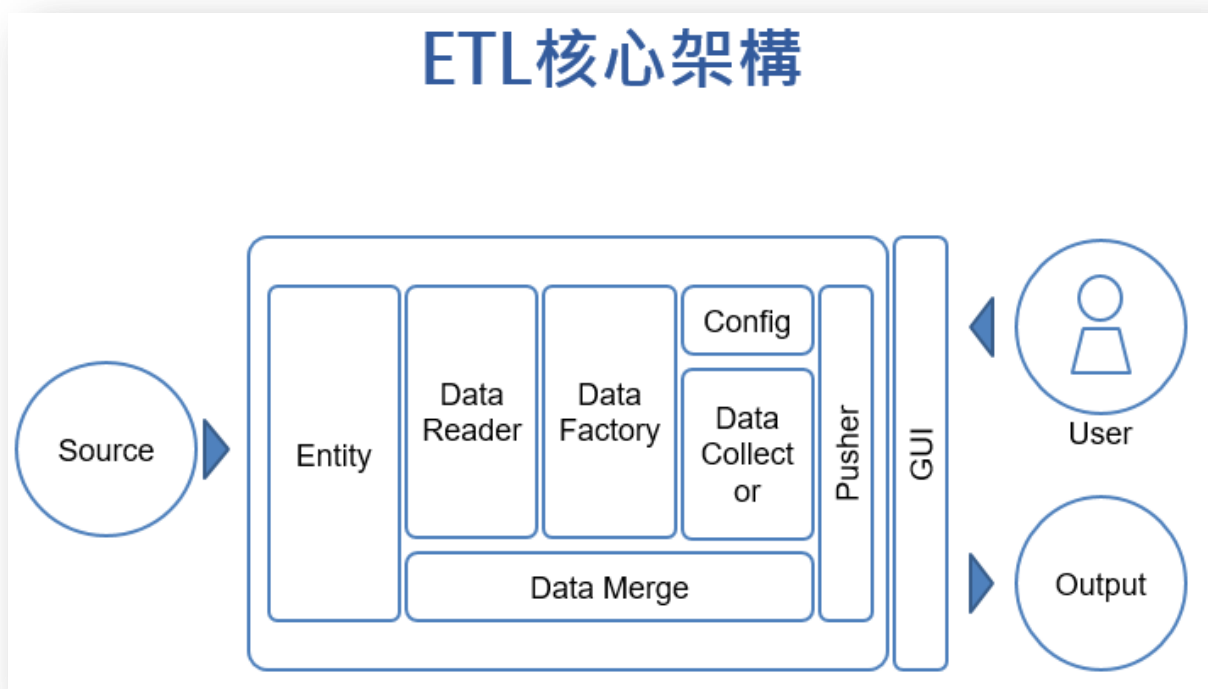 ETL核心架構
Source
Entity
Data
Reader
Data
Factory
Config
Data
Collect
or
Data Merge
Pusher
GUI
User
Output